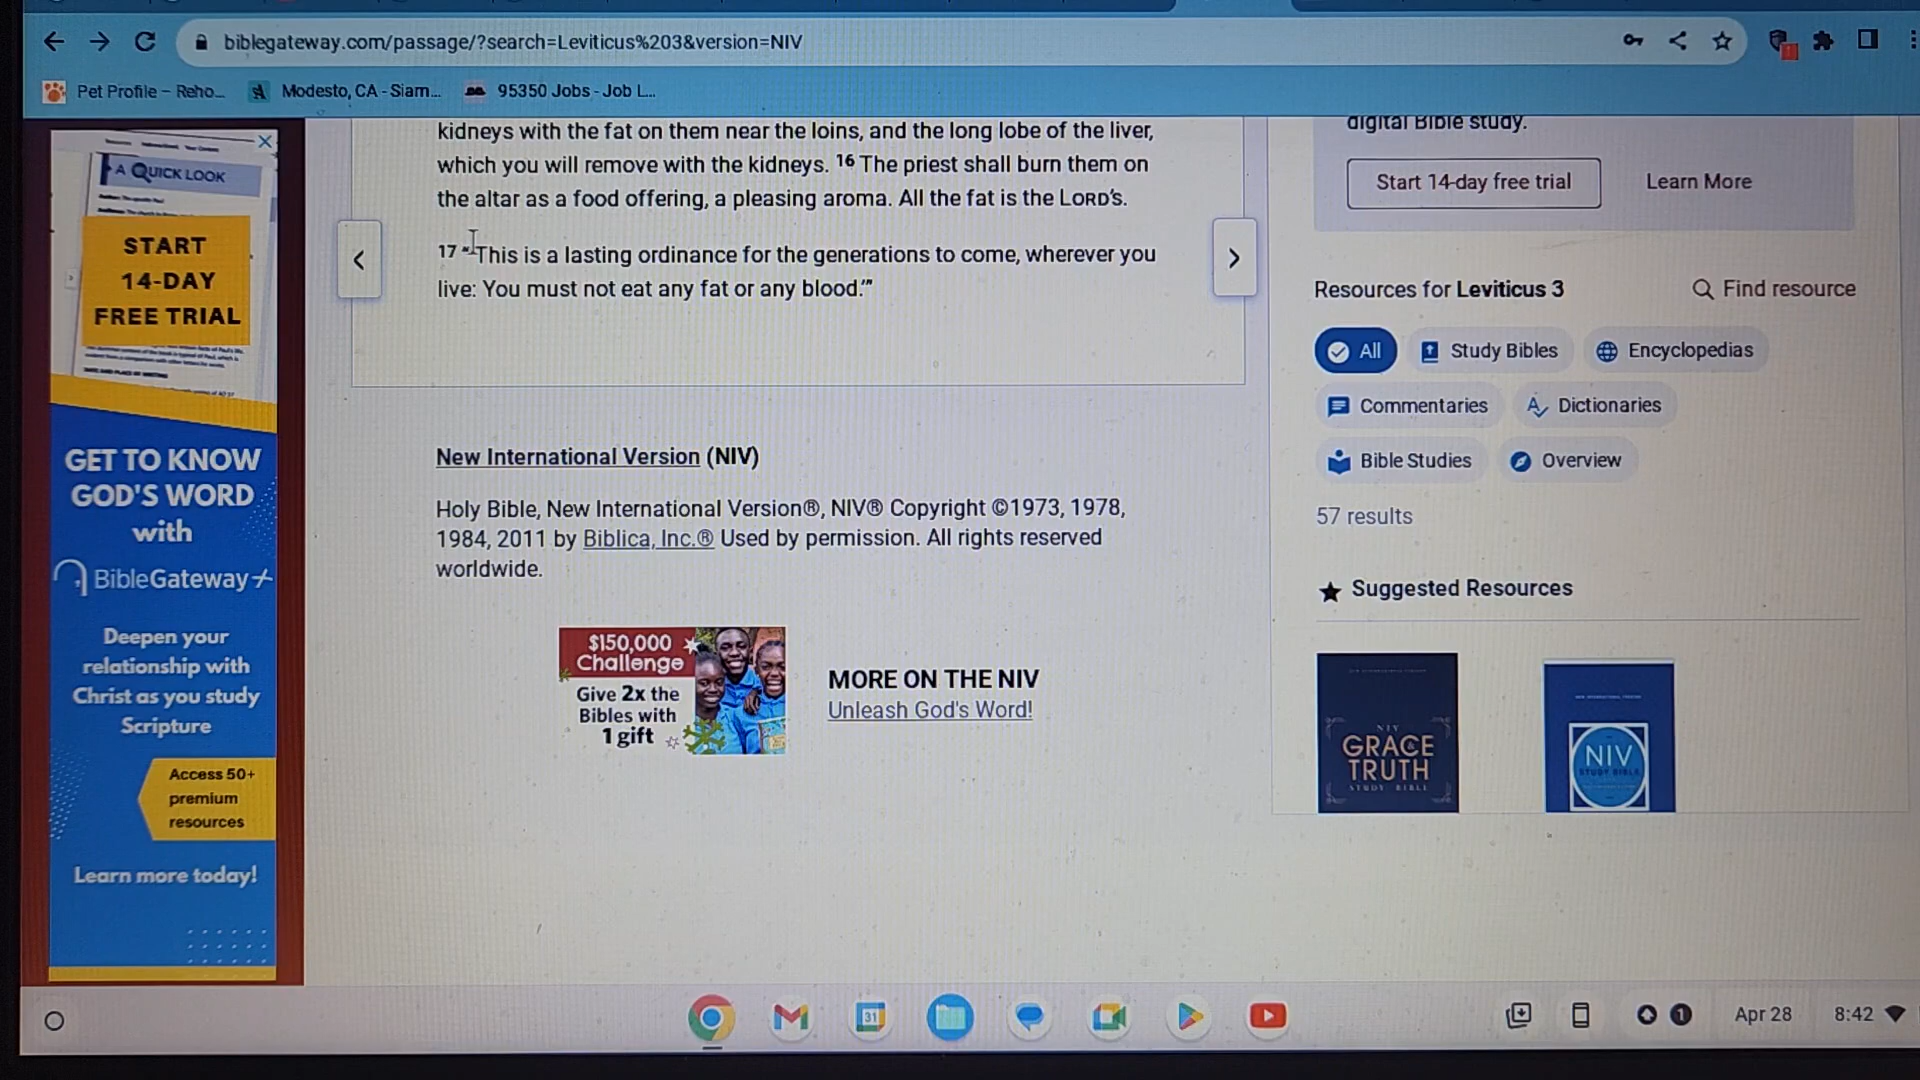 biblegateway.com/passage/?search=Leviticus%203&version=NIV
Pet Profile – Reho... Modesto, CA - Siam... 95350 Jobs - Job L...
A QUICK LOOK
START
14-DAY
FREE TRIAL
GET TO KNOW
GOD'S WORD
with
BibleGateway+
Deepen your
relationship with
Christ as you study
Scripture
Access 50+
premium
resources
Learn more today!
kidneys with the fat on them near the loins, and the long lobe of the liver,
which you will remove with the kidneys. 16 The priest shall burn them on
the altar as a food offering, a pleasing aroma. All the fat is the LORD's.
17 “This is a lasting ordinance for the generations to come, wherever you
live: You must not eat any fat or any blood.’”
New International Version (NIV)
Holy Bible, New International Version®, NIV® Copyright ©1973, 1978,
1984, 2011 by Biblica, Inc.® Used by permission. All rights reserved
worldwide.
$150,000
Challenge
Give 2x the
Bibles with
1 gift
MORE ON THE NIV
Unleash God's Word!
digital Bible study.
Start 14-day free trial Learn More
Resources for Leviticus 3 Find resource
All Study Bibles Encyclopedias
Commentaries Dictionaries
Bible Studies Overview
57 results
Suggested Resources
NIV
GRACE
TRUTH
STUDY BIBLE
NIV
STUDY BIBLE
31
1 Apr 28 8:42